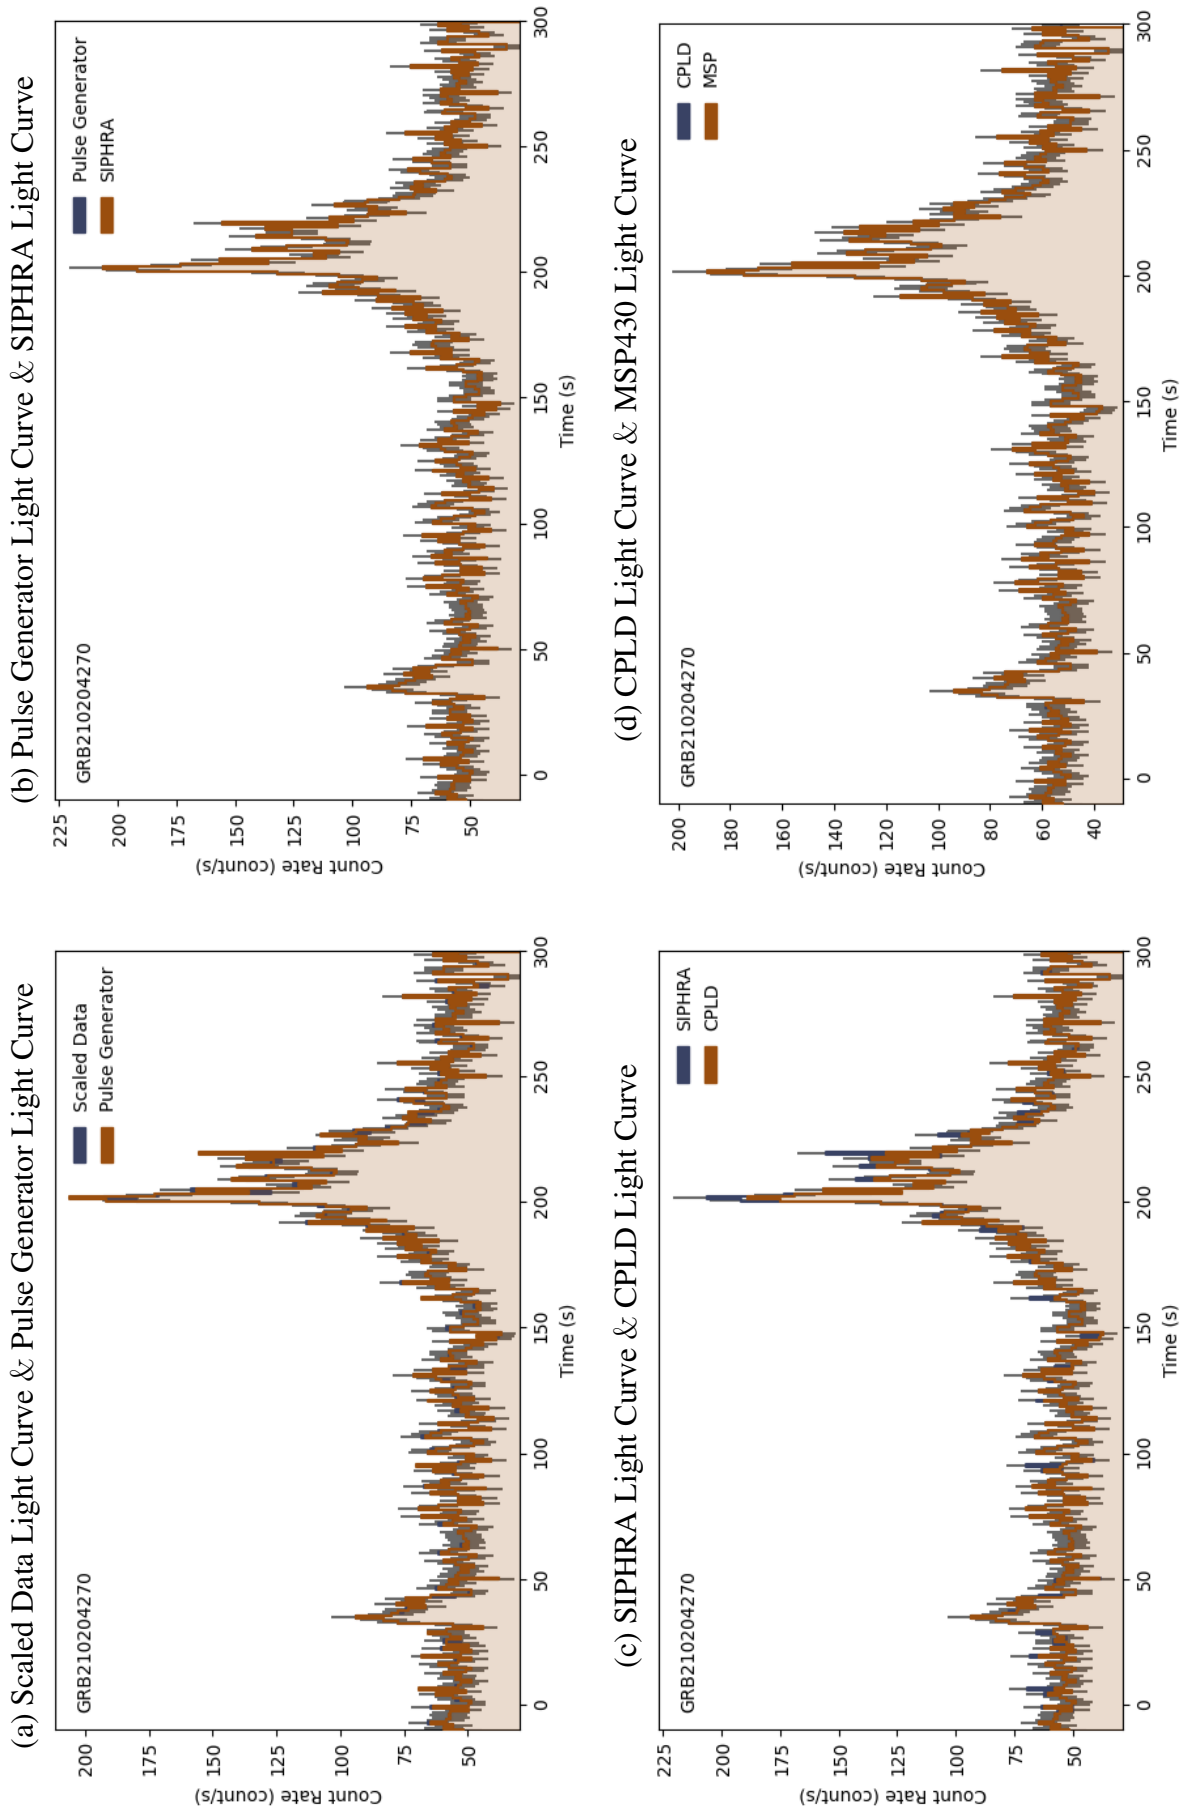 (a) Scaled Data Light Curve & Pulse Generator Light Curve
GRB210204270
Scaled Data
Pulse Generator
200
175
150
125
100
75
50
Count Rate (count/s)
0
50
100
150
200
250
300
Time (s)
(b) Pulse Generator Light Curve & SIPHRA Light Curve
GRB210204270
Pulse Generator
SIPHRA
225
200
175
150
125
100
75
50
Count Rate (count/s)
0
50
100
150
200
250
300
Time (s)
(c) SIPHRA Light Curve & CPLD Light Curve
GRB210204270
SIPHRA
CPLD
225
200
175
150
125
100
75
50
Count Rate (count/s)
0
50
100
150
200
250
300
Time (s)
(d) CPLD Light Curve & MSP430 Light Curve
GRB210204270
CPLD
MSP
200
180
160
140
120
100
80
60
40
Count Rate (count/s)
0
50
100
150
200
250
300
Time (s)